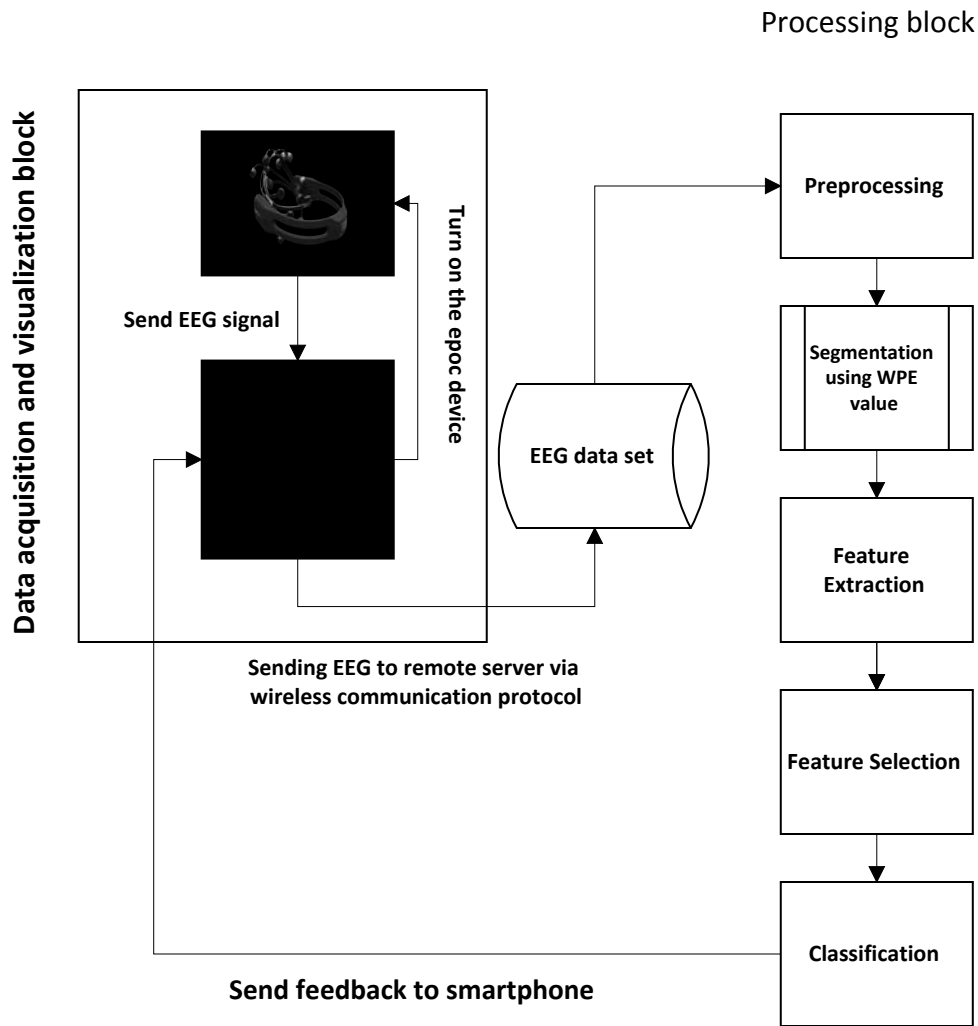 Processing block
Data acquisition and visualization block
Turn on the epoc
device
Send EEG signal
Sending EEG to remote server via
wireless communication protocol
EEG data set
Preprocessing
Segmentation
using WPE
value
Feature
Extraction
Feature Selection
Classification
Send feedback to smartphone